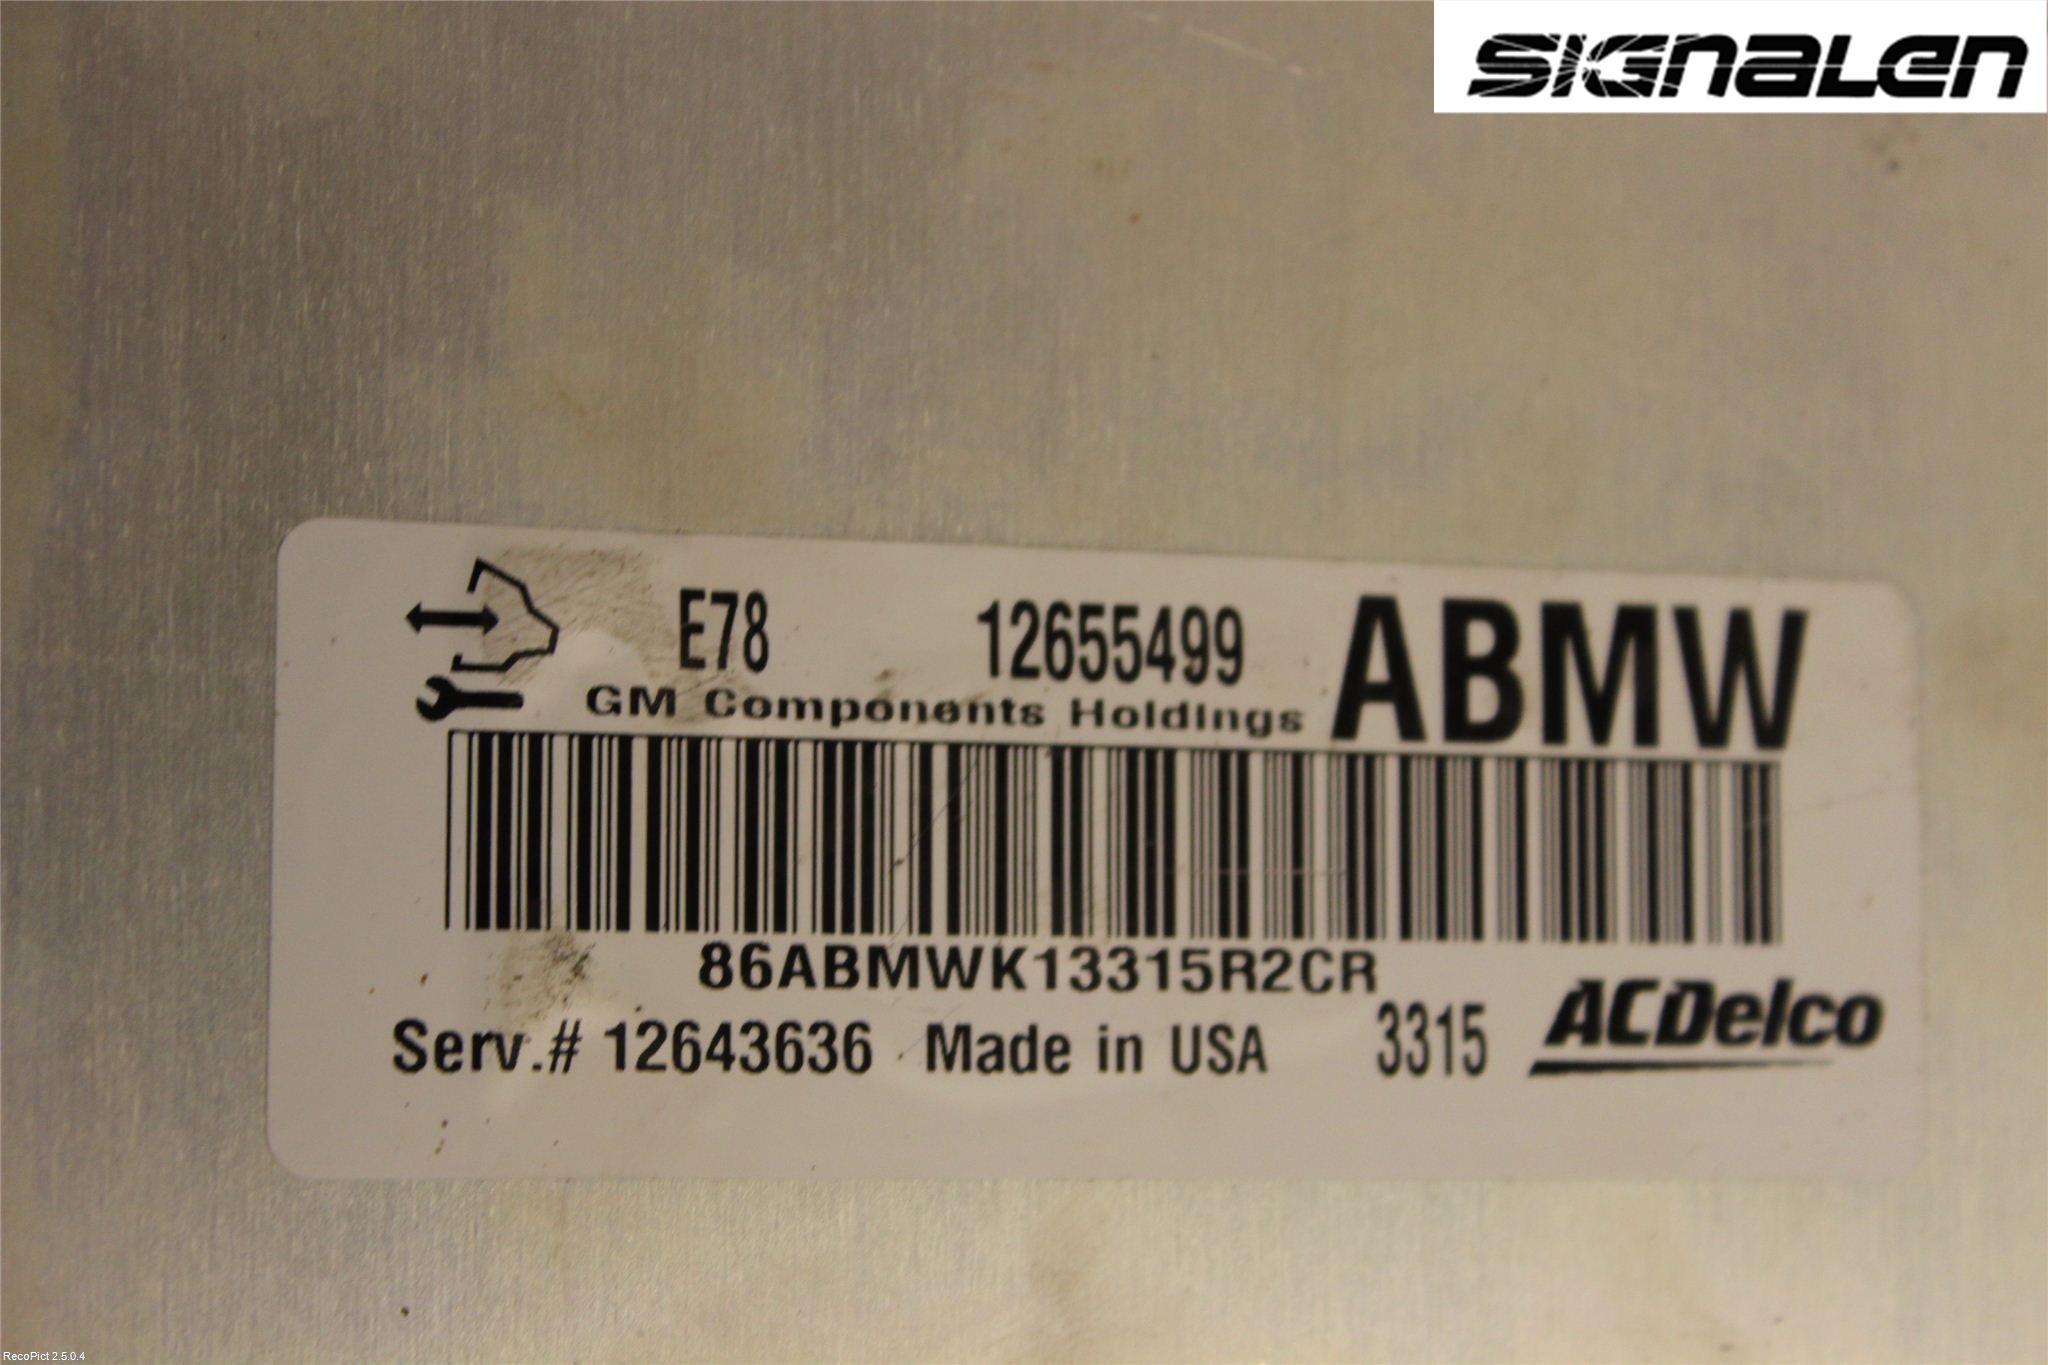 SIGNALEN
E78 12655499 ABMW
GM Components Holdings
86ABMWK13315R2CR
Serv.# 12643636 Made in USA 3315 ACDelco
RecoPict 2.5.0.4